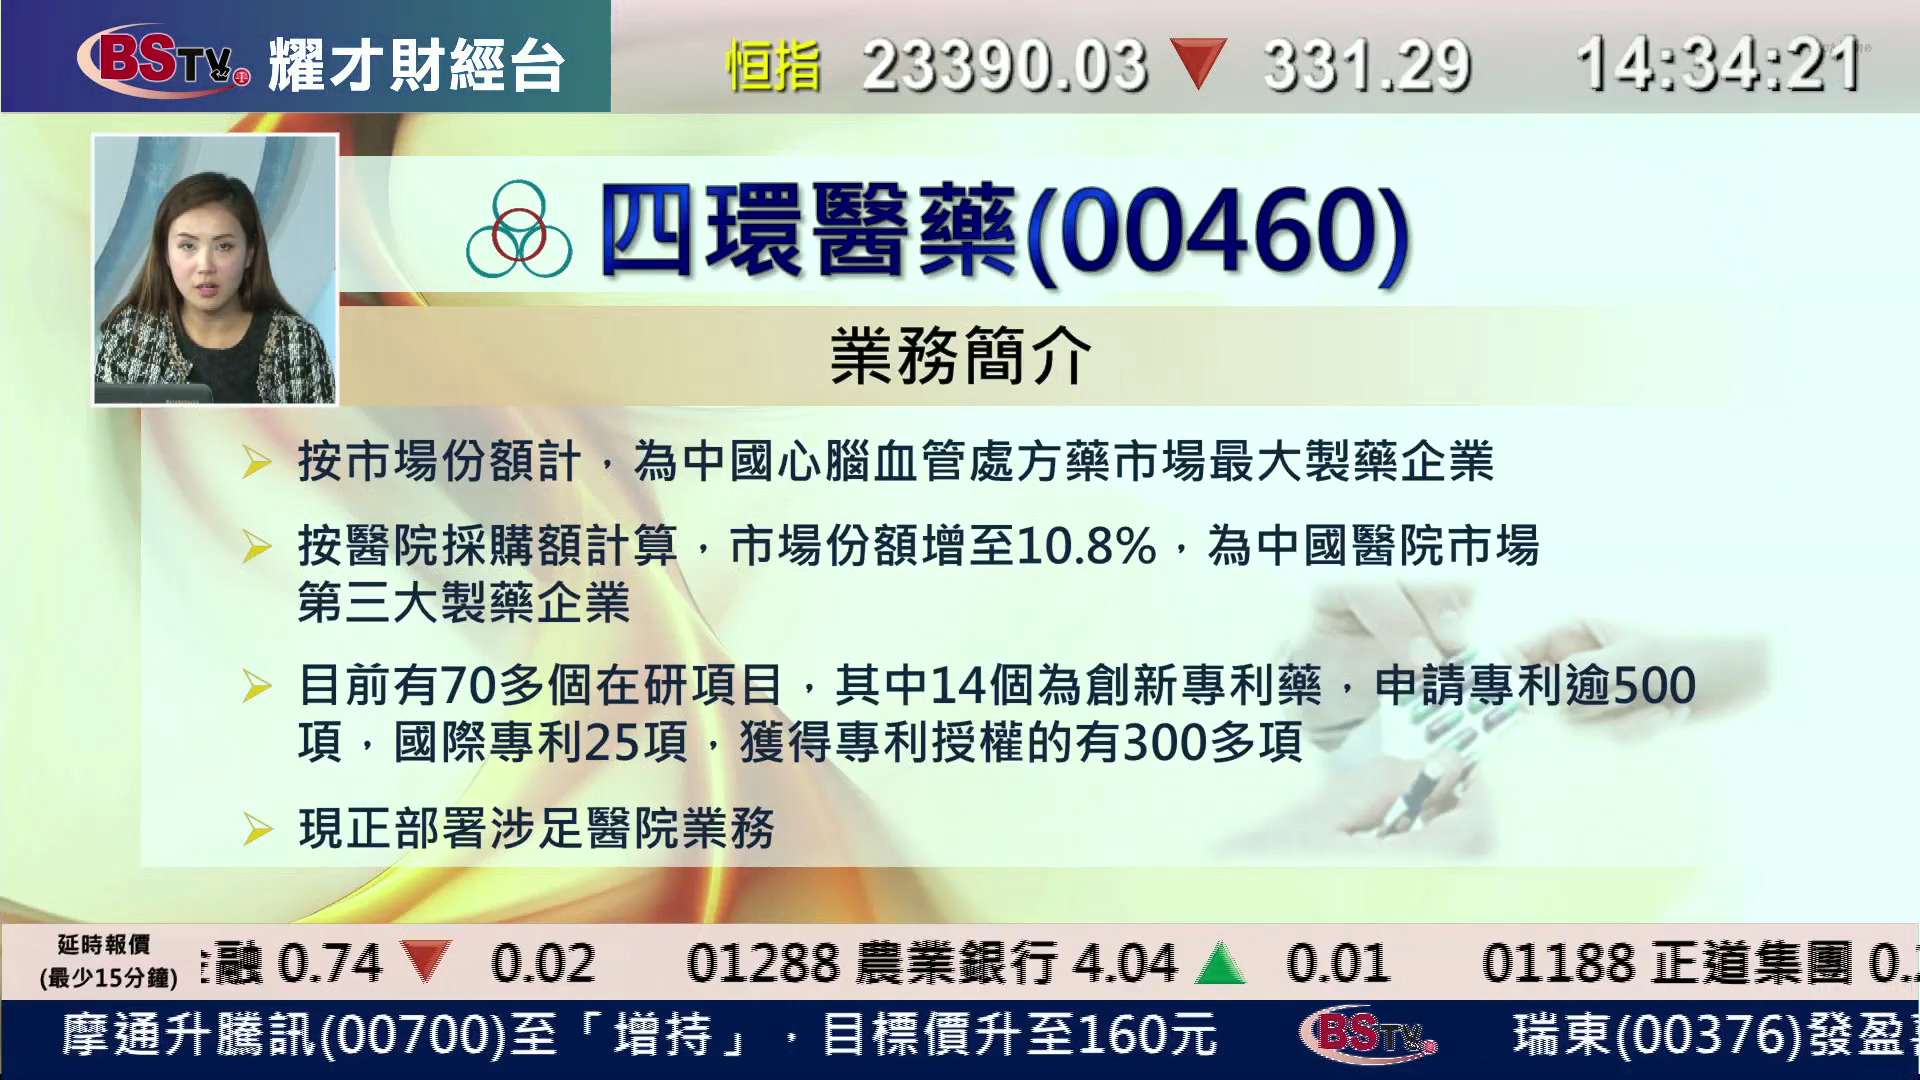 BSTV 耀才財經台
恒指 23390.03 ▼ 331.29 14:34:21
四環醫藥(00460)
業務簡介
按市場份額計，為中國心腦血管處方藥市場最大製藥企業
按醫院採購額計算，市場份額增至10.8%，為中國醫院市場
第三大製藥企業
目前有70多個在研項目，其中14個為創新專利藥，申請專利逾500
項，國際專利25項，獲得專利授權的有300多項
現正部署涉足醫院業務
延時報價
(最少15分鐘)
融 0.74 ▼ 0.02 01288 農業銀行 4.04 ▲ 0.01 01188 正道集團 0.
摩通升騰訊(00700)至「增持」，目標價升至160元 BSTV 瑞東(00376)發盈